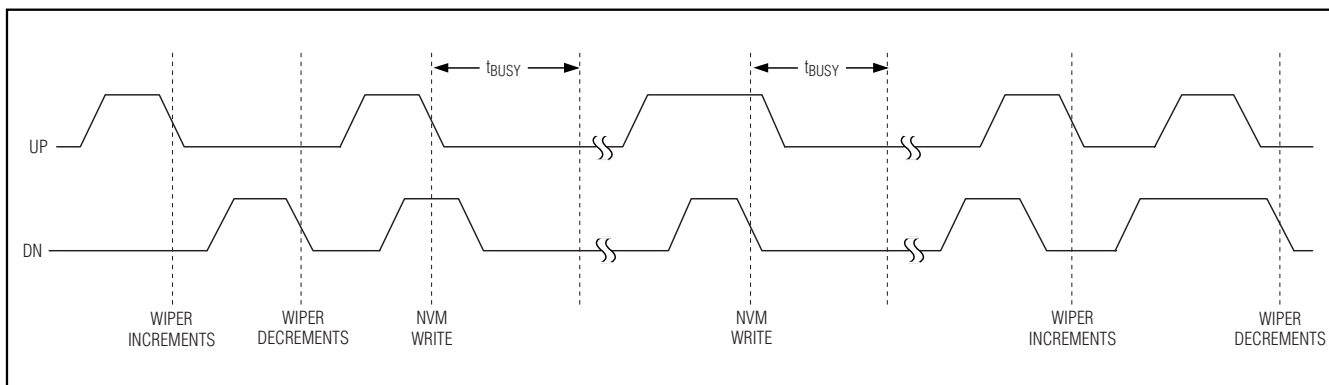 tBUSY
tBUSY
UP
DN
WIPER
INCREMENTS
WIPER
DECREMENTS
NVM
WRITE
NVM
WRITE
WIPER
INCREMENTS
WIPER
DECREMENTS